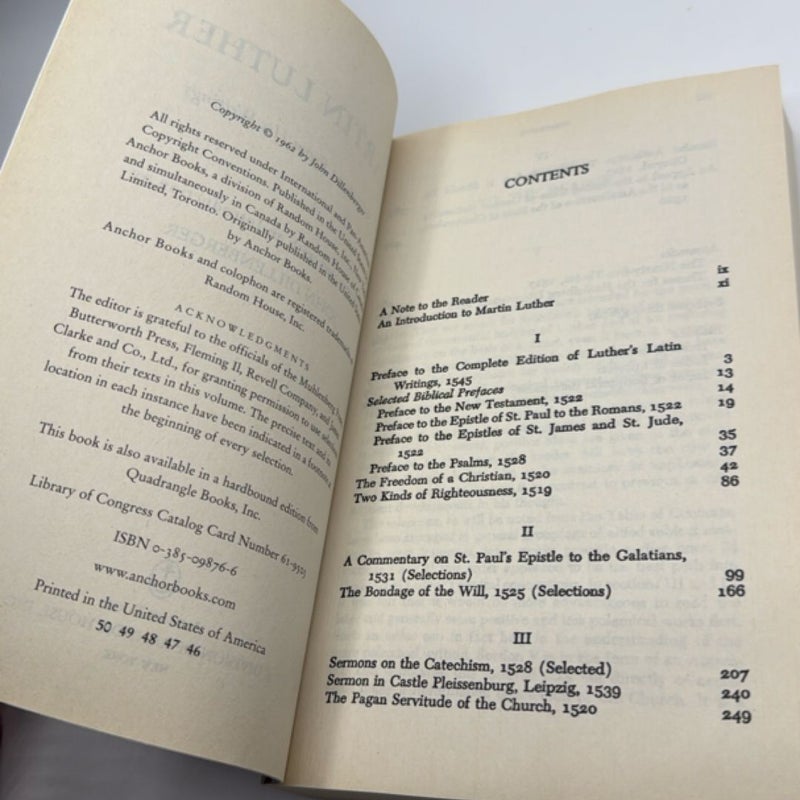 Copyright © 1962 by John Dillenberger
All rights reserved under International and Pan-American
Copyright Conventions. Published in the United States
Anchor Books, a division of Random House, Inc.,
and simultaneously in Canada by Random House of
Limited, Toronto. Originally published in the United States
by Anchor Books.
Anchor Books and colophon are registered trademarks
Random House, Inc.
ACKNOWLEDGMENTS
The editor is grateful to the officials of the Muhlenberg
Butterworth Press, Fleming H. Revell Company, and
Clarke and Co., Ltd., for granting permission to use
from their texts in this volume. The precise text and its
location in each instance have been indicated in a footnote
the beginning of every selection.
This book is also available in a hardbound edition from
Quadrangle Books, Inc.
Library of Congress Catalog Card Number 61-9503
ISBN 0-385-09876-6
www.anchorbooks.com
Printed in the United States of America
50 49 48 47 46
CONTENTS
A Note to the Reader ix
An Introduction to Martin Luther xi
I
Preface to the Complete Edition of Luther's Latin
Writings, 1545 3
Selected Biblical Prefaces 13
Preface to the New Testament, 1522 14
Preface to the Epistle of St. Paul to the Romans, 1522 19
Preface to the Epistles of St. James and St. Jude,
1522 35
Preface to the Psalms, 1528 37
The Freedom of a Christian, 1520 42
Two Kinds of Righteousness, 1519 86
II
A Commentary on St. Paul's Epistle to the Galatians,
1531 (Selections) 99
The Bondage of the Will, 1525 (Selections) 166
III
Sermons on the Catechism, 1528 (Selected) 207
Sermon in Castle Pleissenburg, Leipzig, 1539 240
The Pagan Servitude of the Church, 1520 249